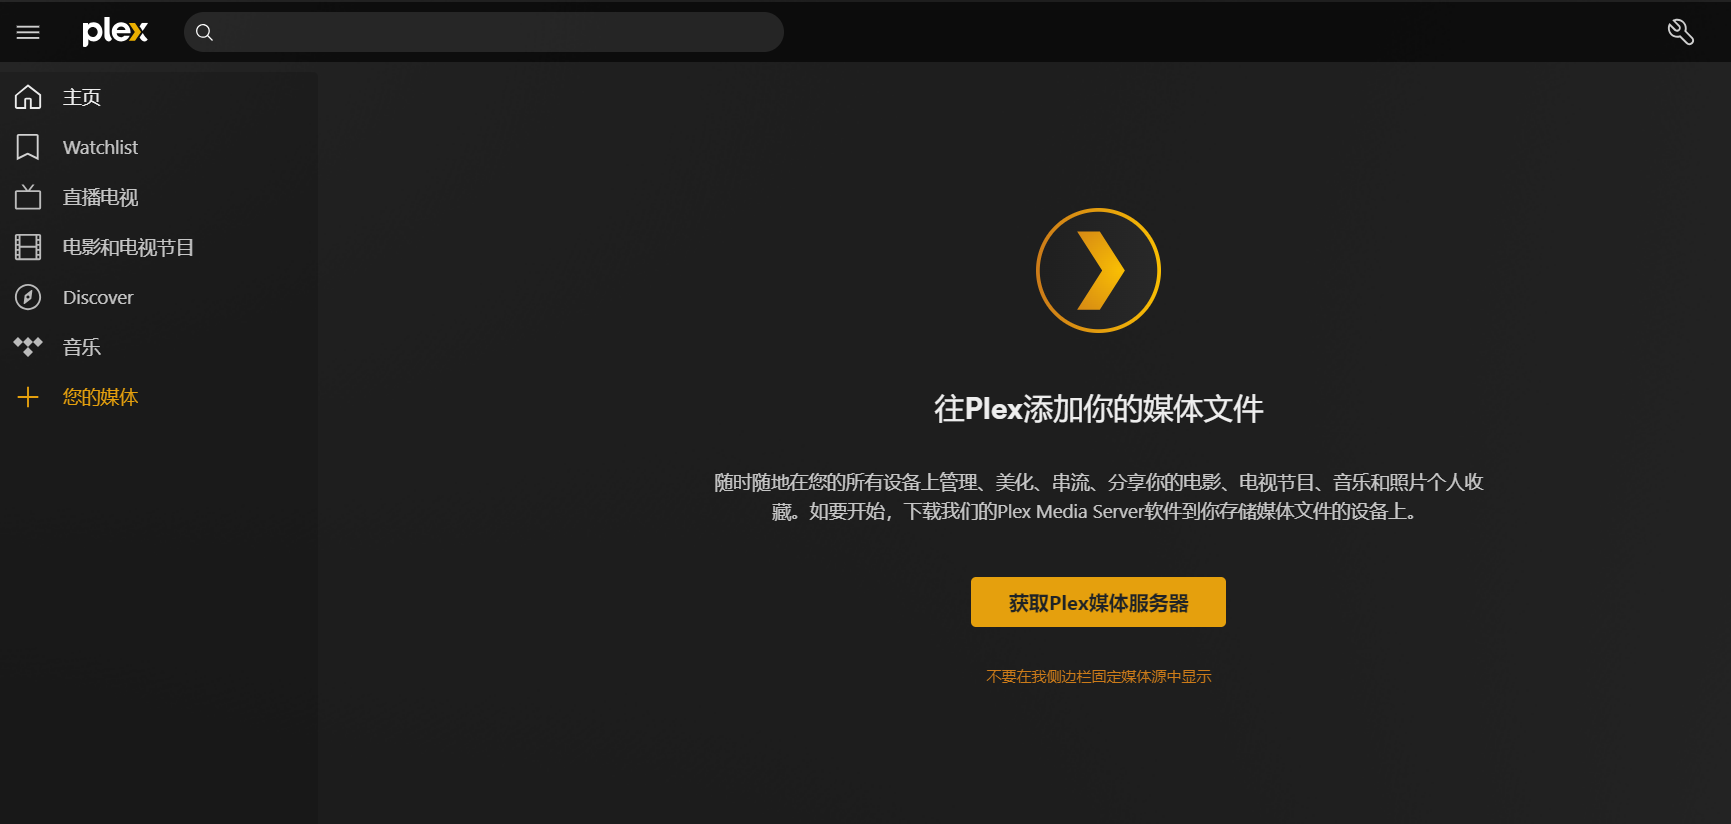 plex
主页
Watchlist
直播电视
电影和电视节目
Discover
音乐
您的媒体
往Plex添加你的媒体文件
随时随地在您的所有设备上管理、美化、串流、分享你的电影、电视节目、音乐和照片个人收
藏。如要开始，下载我们的Plex Media Server软件到你存储媒体文件的设备上。
获取Plex媒体服务器
不要在我侧边栏固定媒体源中显示